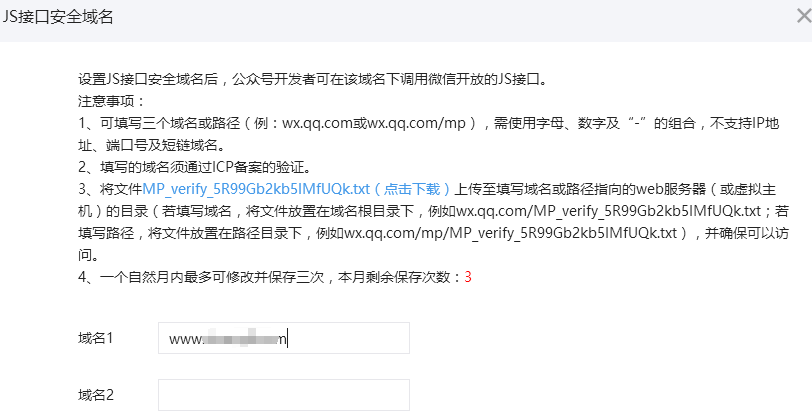 JS接口安全域名
设置JS接口安全域名后，公众号开发者可在该域名下调用微信开放的JS接口。
注意事项：
1、可填写三个域名或路径（例：wx.qq.com或wx.qq.com/mp），需使用字母、数字及“-”的组合，不支持IP地
址、端口号及短链域名。
2、填写的域名须通过ICP备案的验证。
3、将文件MP_verify_5R99Gb2kb5lMfUQk.txt（点击下载）上传至填写域名或路径指向的web服务器（或虚拟主
机）的目录（若填写域名，将文件放置在域名根目录下，例如wx.qq.com/MP_verify_5R99Gb2kb5lMfUQk.txt；若
填写路径，将文件放置在路径目录下，例如wx.qq.com/mp/MP_verify_5R99Gb2kb5lMfUQk.txt），并确保可以访
问。
4、一个自然月内最多可修改并保存三次，本月剩余保存次数：3
域名1 www.
域名2